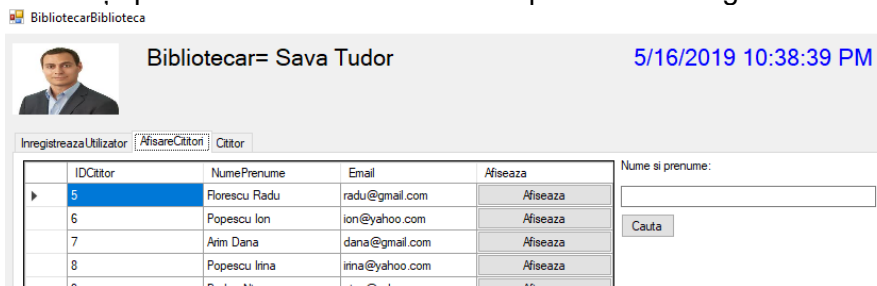 BibliotecarBiblioteca
Bibliotecar= Sava Tudor
5/16/2019 10:38:39 PM
InregistreazaUtilizator AfisareCititori Cititor
IDCititor NumePrenume Email Afiseaza
5 Florescu Radu radu@gmail.com Afiseaza
6 Popescu Ion ion@yahoo.com Afiseaza
7 Arim Dana dana@gmail.com Afiseaza
8 Popescu Irina irina@yahoo.com Afiseaza
Nume si prenume:
Cauta